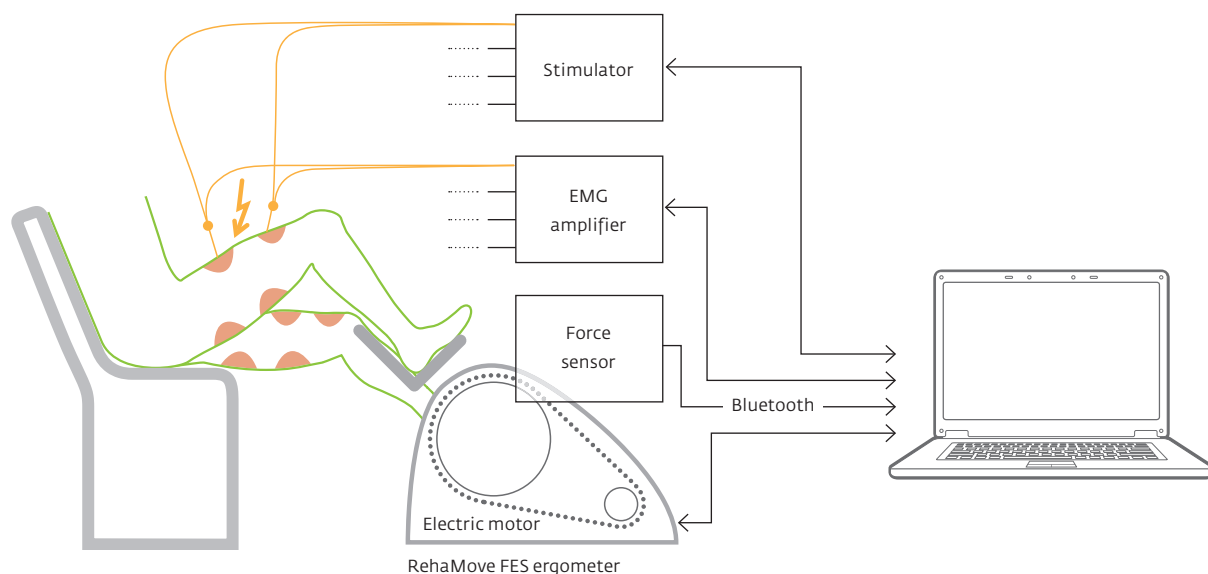 Stimulator
EMG
amplifier
Force
sensor
Bluetooth
Electric motor
RehaMove FES ergometer